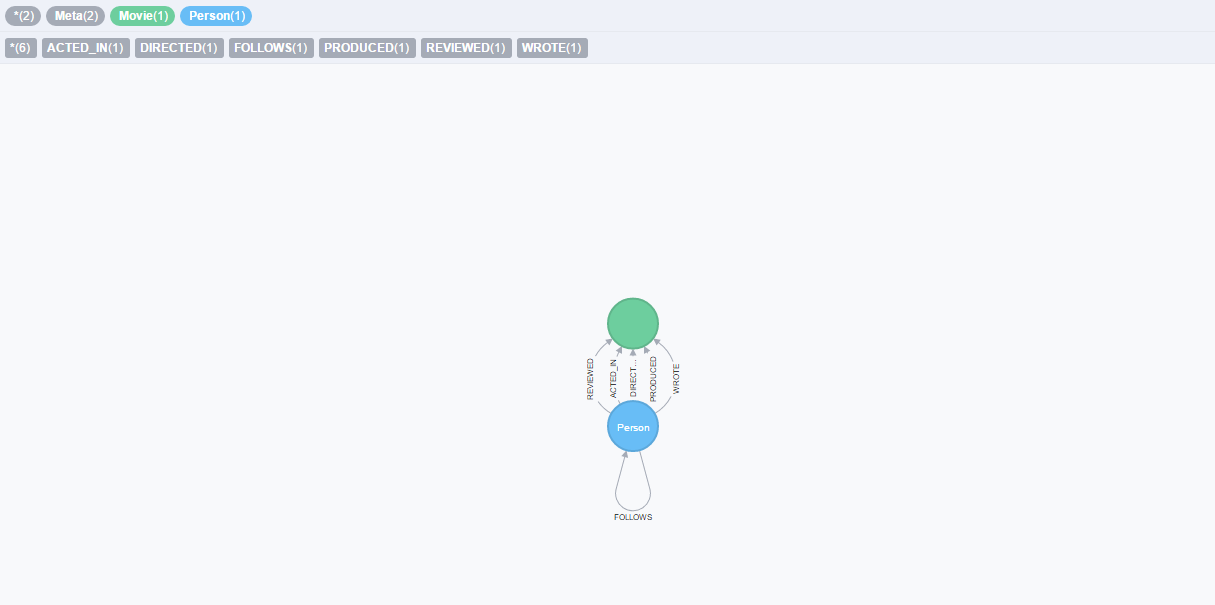 *(2) Meta(2) Movie(1) Person(1)
*(6) ACTED_IN(1) DIRECTED(1) FOLLOWS(1) PRODUCED(1) REVIEWED(1) WROTE(1)
REVIEWED
ACTED_IN
DIRECT...
PRODUCED
WROTE
Person
FOLLOWS